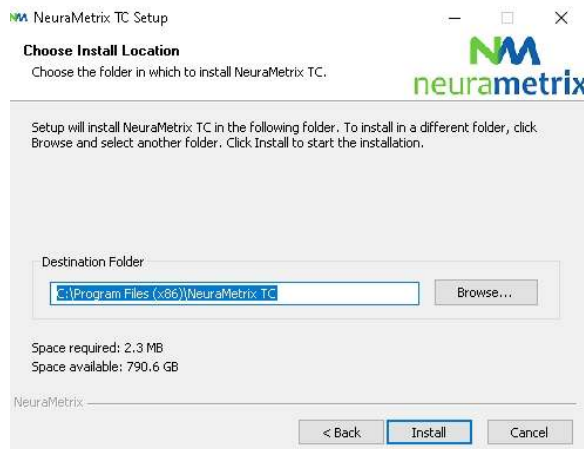 NM NeuraMetrix TC Setup
Choose Install Location
Choose the folder in which to install NeuraMetrix TC.
NM
neurametrix
Setup will install NeuraMetrix TC in the following folder. To install in a different folder, click
Browse and select another folder. Click Install to start the installation.
Destination Folder
C:\Program Files (x86)\NeuraMetrix TC
Browse...
Space required: 2.3 MB
Space available: 790.6 GB
NeuraMetrix
< Back Install Cancel